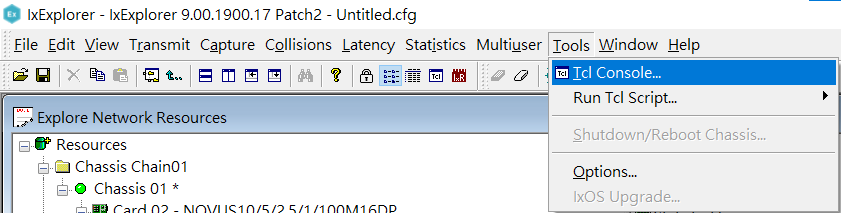 IxExplorer - IxExplorer 9.00.1900.17 Patch2 - Untitled.cfg
File Edit View Transmit Capture Collisions Latency Statistics Multiuser Tools Window Help
Tcl Console...
Run Tcl Script...
Shutdown/Reboot Chassis...
Options...
IxOS Upgrade...
Explore Network Resources
Resources
Chassis Chain01
Chassis 01 *
Card 02 - NOVUS10/5/2.5/1/100M16DP